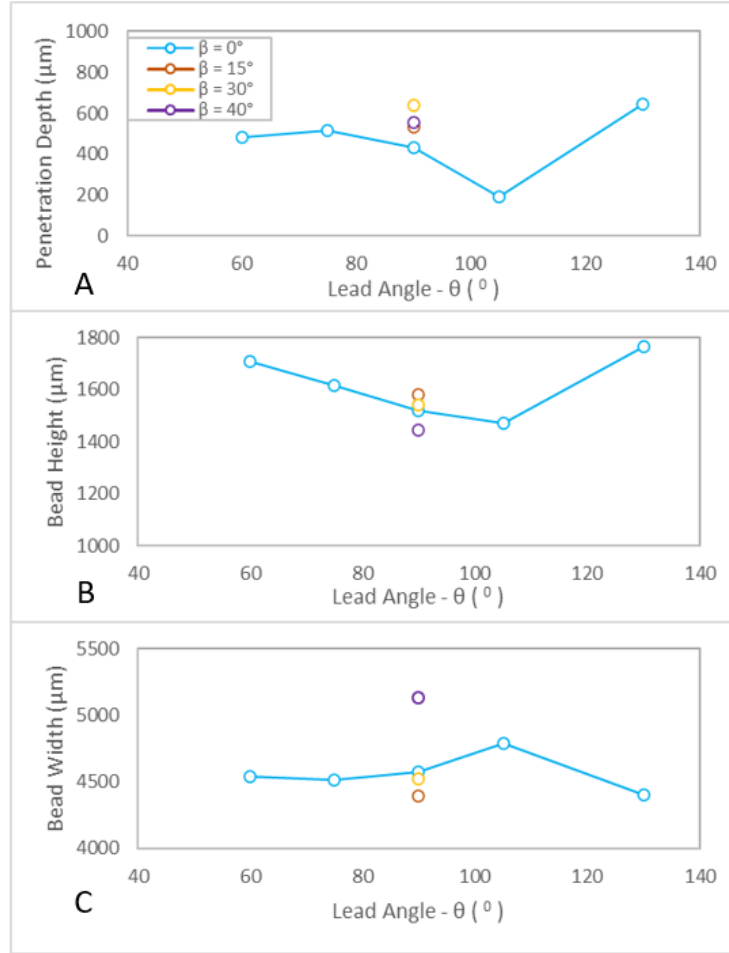 1000
800
600
400
200
0
Penetration Depth (µm)
β = 0°
β = 15°
β = 30°
β = 40°
40 60 80 100 120 140
A
Lead Angle - θ ( ⁰ )
1800
1600
1400
1200
1000
Bead Height (µm)
40 60 80 100 120 140
B
Lead Angle - θ ( ⁰ )
5500
5000
4500
4000
Bead Width (µm)
40 60 80 100 120 140
C
Lead Angle - θ ( ⁰ )